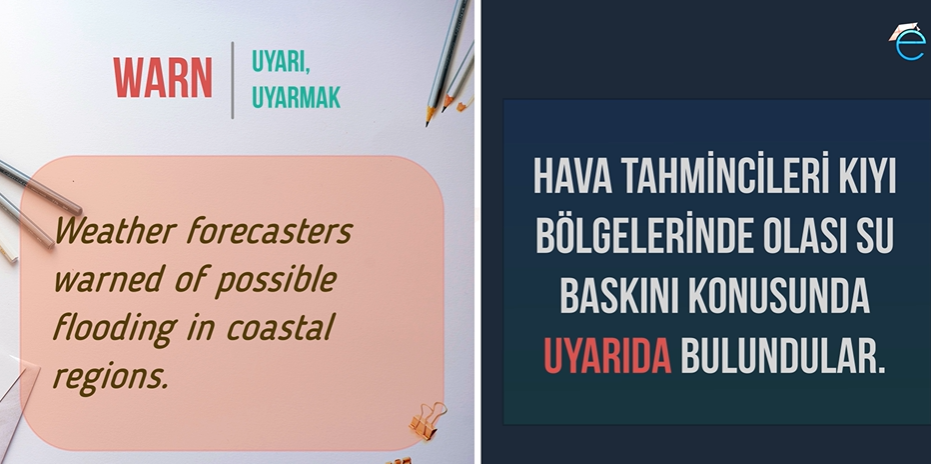 WARN
UYARI,
UYARMAK
Weather forecasters
warned of possible
flooding in coastal
regions.
e
HAVA TAHMİNCİLERİ KIYI
BÖLGELERİNDE OLASI SU
BASKINI KONUSUNDA
UYARIDA BULUNDULAR.